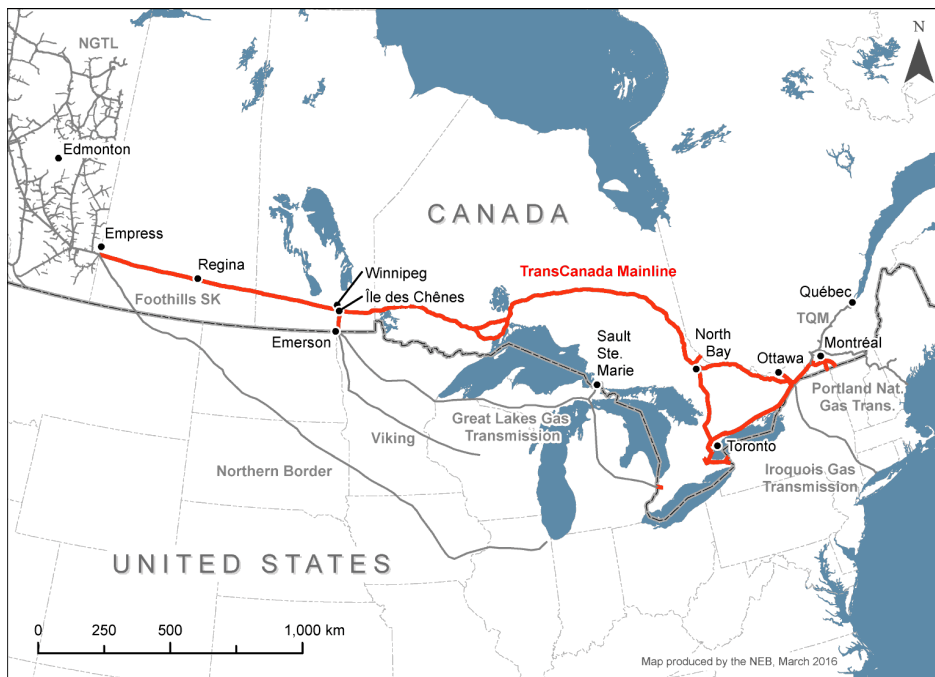 N
NGTL
Edmonton
Empress
Regina
Foothills SK
Winnipeg
Île des Chênes
Emerson
CANADA
TransCanada Mainline
Québec
TQM
Montréal
North
Bay
Ottawa
Sault
Ste.
Marie
Portland Nat.
Gas Trans.
Great Lakes Gas
Transmission
Viking
Northern Border
Toronto
Iroquois Gas
Transmission
UNITED STATES
0 250 500 1,000 km
Map produced by the NEB, March 2016